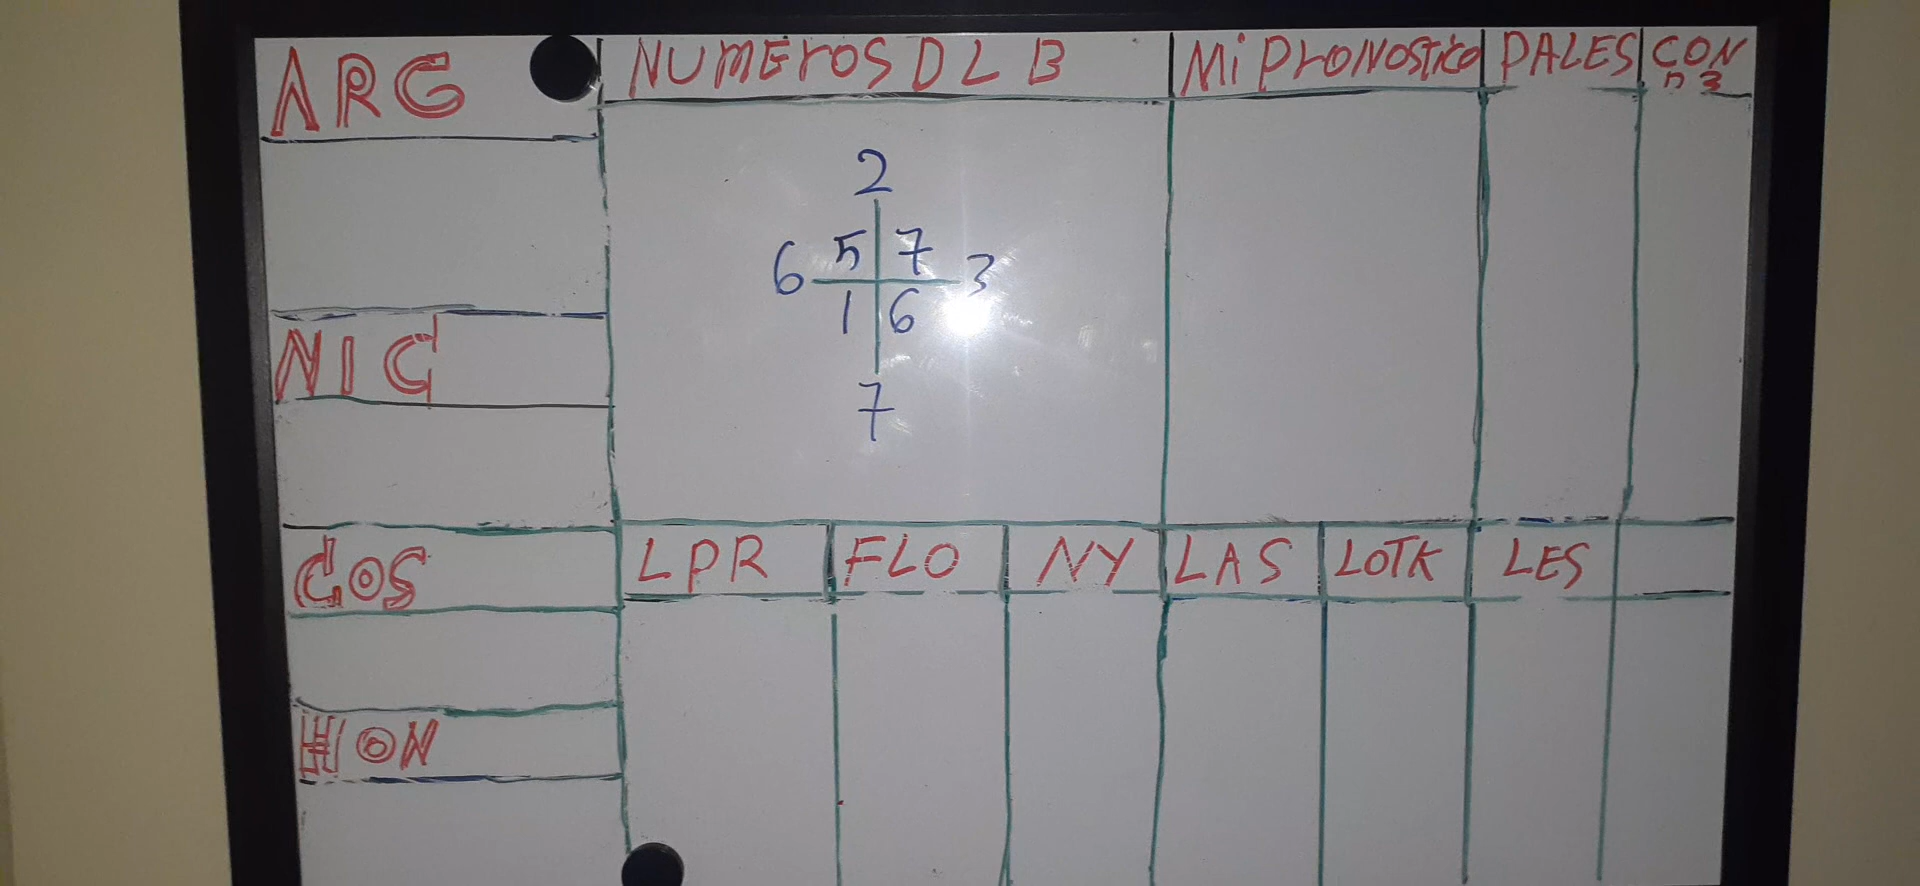 ARG
NUMEROS D L B
Mi PrONOStico
PALES
CON
n 3
2
5 7
6 3
1 6
7
NIC
COS
LPR
FLO
NY
LAS
LOTK
LES
HON